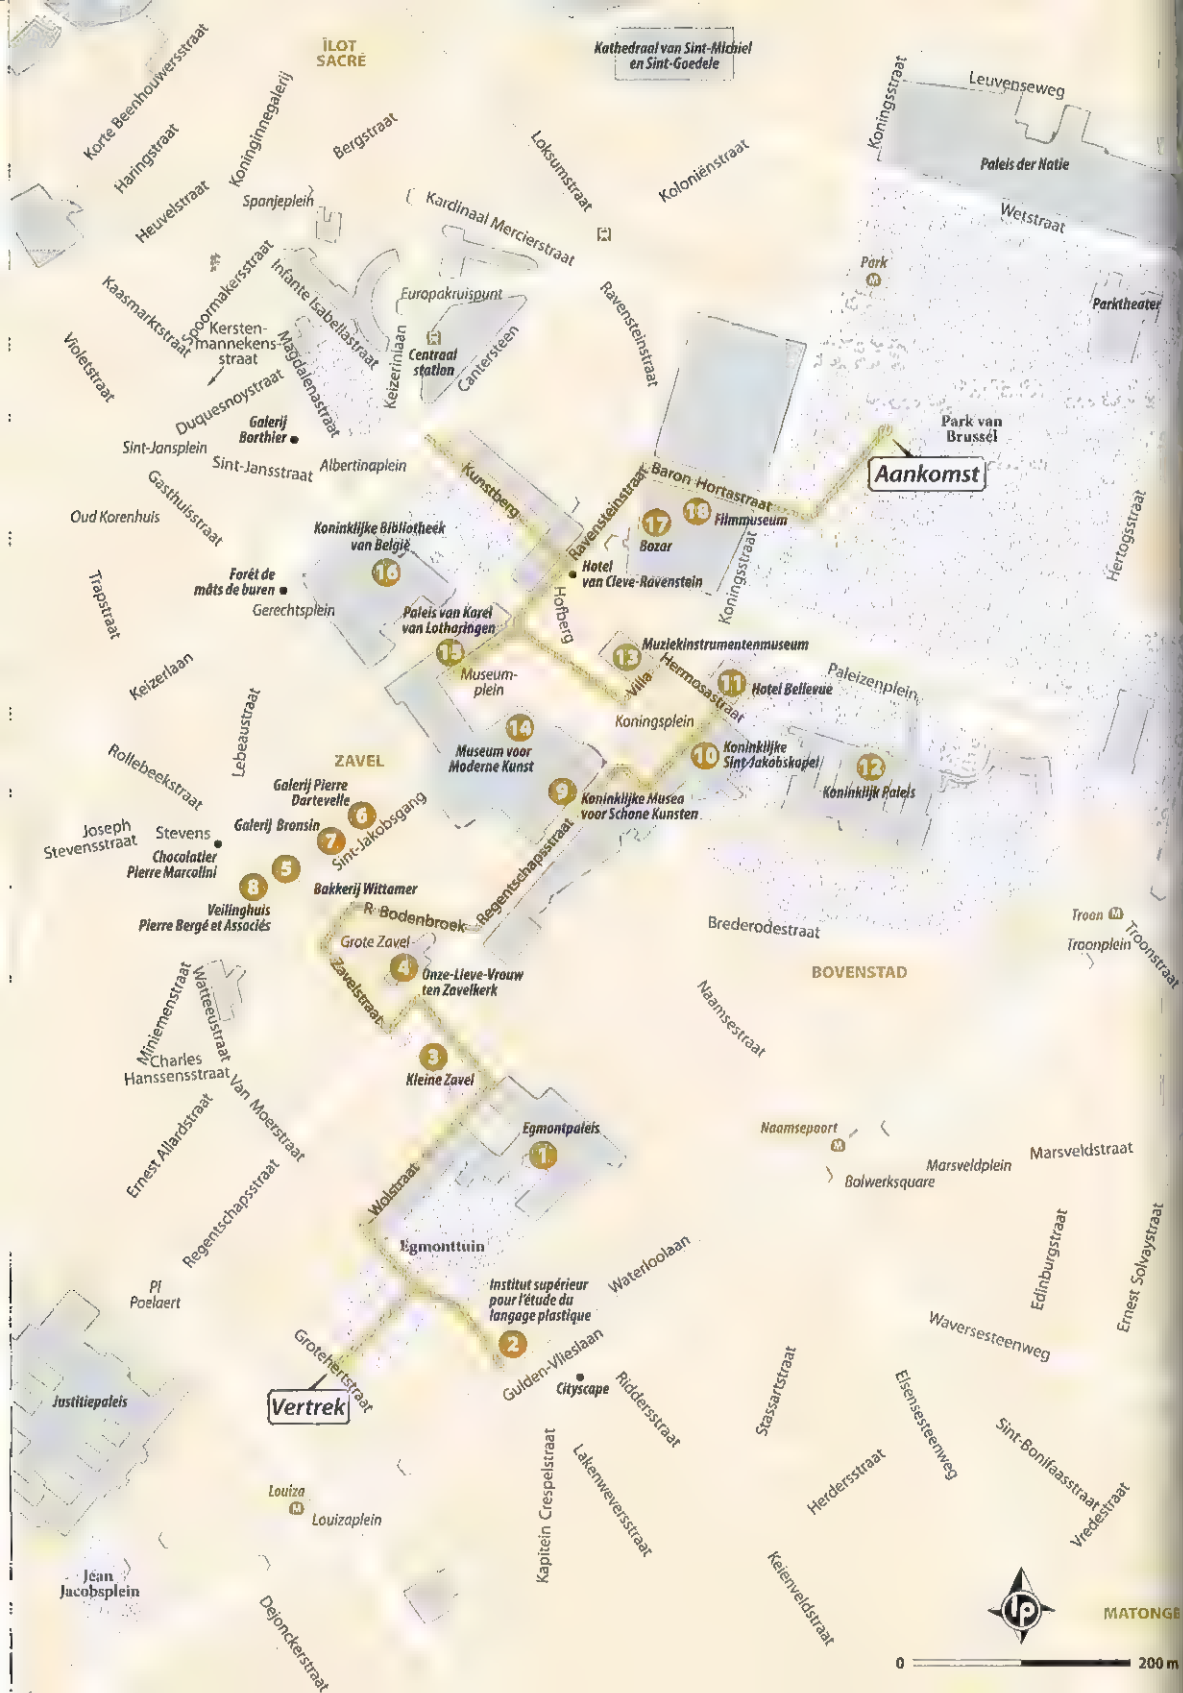 ÎLOT
SACRÉ
Kathedraal van Sint-Michiel
en Sint-Goedele
Korte Beenhouwersstraat
Haringstraat
Heuvelstraat
Koninginnegalerij
Bergstraat
Spanjeplein
Loksumstraat
Koloniënstraat
Koningsstraat
Leuvenseweg
Paleis der Natie
Wetstraat
Kardinaal Mercierstraat
Park
M
Parktheater
Kaasmarktstraat
Spoormakersstraat
Infante Isabellastraat
Europakruispunt
Ravensteinstraat
Violetstraat
Kersten-
mannekens-
straat
Magdalenastraat
Keizerinlaan
Centraal
station
Cantersteen
Duquesnoystraat
Galerij
Borthier
Park van
Brussel
Aankomst
Sint-Jansplein
Sint-Jansstraat
Albertinaplein
Kunstberg
Ravensteinstraat
Baron Hortastraat
18
Filmmuseum
17
Bozar
Gasthuisstraat
Oud Korenhuis
Koninklijke Bibliotheek
van België
16
Hertogsstraat
Forêt de
mâts de buren
Gerechtsplein
Hotel
van Cleve-Ravenstein
Koningsstraat
Hofberg
Trapstraat
Paleis van Karel
van Lotharingen
15
Museum-
plein
Muziekinstrumentenmuseum
13
Villa
Hermosastraat
11
Hotel Bellevue
Paleizenplein
Keizerlaan
Lebeaustraat
Koningsplein
14
Museum voor
Moderne Kunst
10
Koninklijke
Sint-Jakobskapel
12
Koninklijk Paleis
Rollebeekstraat
ZAVEL
Galerij Pierre
Dartevelle
6
9
Koninklijke Musea
voor Schone Kunsten
Joseph
Stevensstraat
Stevens
Galerij Bronsin
7
Sint-Jakobsgang
Chocolatier
Pierre Marcolini
5
8
Bakkerij Wittamer
Veilinghuis
Pierre Bergé et Associés
R Bodenbroek
Regentschapsstraat
Brederodestraat
Troon M
Troonplein
Troonstraat
Grote Zavel
4
Onze-Lieve-Vrouw
ten Zavelkerk
Zavelstraat
BOVENSTAD
Miniemenstraat
Watteeustraat
Naamsestraat
3
Kleine Zavel
Charles
Hanssensstraat
Van Moerstraat
Ernest Allardstraat
Egmontpaleis
1
Naamsepoort
M
Marsveldstraat
Marsveldplein
Bolwerksquare
Wolstraat
Regentschapsstraat
Egmonttuin
Waterloolaan
Edinburgstraat
Ernest Solvaystraat
Pl
Poelaert
Institut supérieur
pour l'étude du
langage plastique
2
Gulden-Vlieslaan
Waversesteenweg
Grotehertstraat
Vertrek
Cityscape
Riddersstraat
Stassartstraat
Elsensesteenweg
Justitiepaleis
Kapitein Crespelstraat
Lakenweversstraat
Herdersstraat
Sint-Bonifaasstraat
Vredestraat
Louiza
M
Louizaplein
Keienveldstraat
Jean
Jacobsplein
Dejonckerstraat
lp
MATONGE
0
200 m